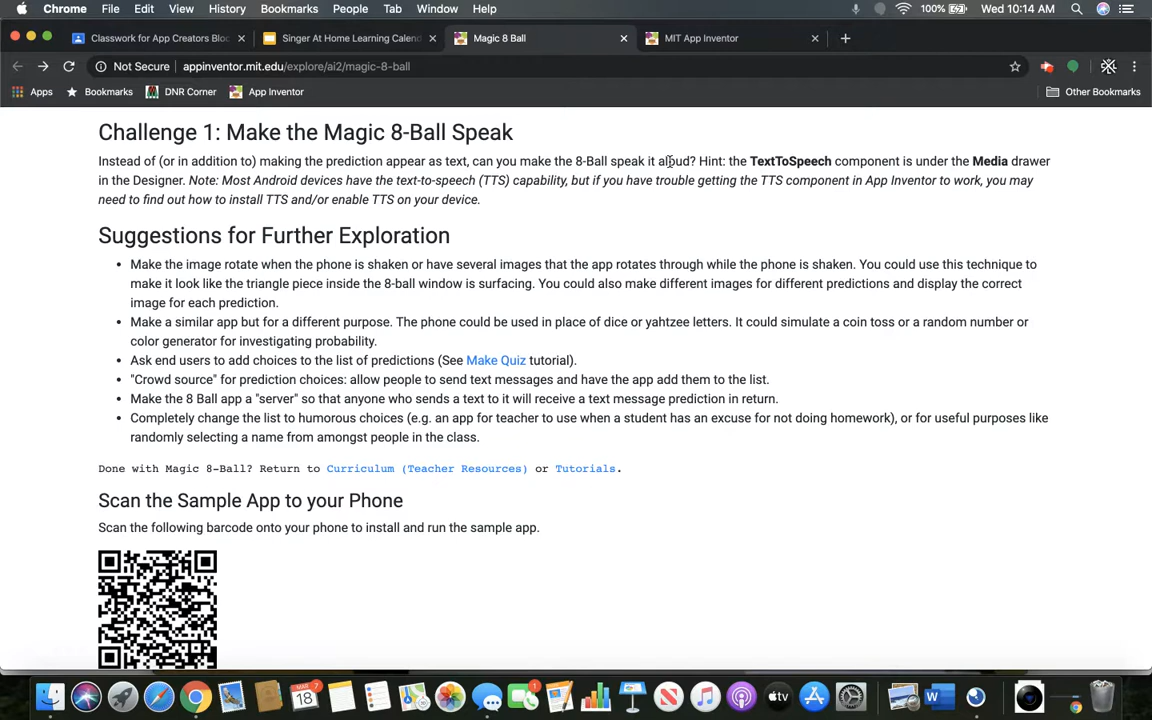 Chrome File Edit View History Bookmarks People Tab Window Help 100% Wed 10:14 AM
Classwork for App Creators Bloc Singer At Home Learning Calend Magic 8 Ball MIT App Inventor
Not Secure appinventor.mit.edu/explore/ai2/magic-8-ball
Apps Bookmarks DNR Corner App Inventor Other Bookmarks
Challenge 1: Make the Magic 8-Ball Speak
Instead of (or in addition to) making the prediction appear as text, can you make the 8-Ball speak it aloud? Hint: the TextToSpeech component is under the Media drawer
in the Designer. Note: Most Android devices have the text-to-speech (TTS) capability, but if you have trouble getting the TTS component in App Inventor to work, you may
need to find out how to install TTS and/or enable TTS on your device.
Suggestions for Further Exploration
• Make the image rotate when the phone is shaken or have several images that the app rotates through while the phone is shaken. You could use this technique to
make it look like the triangle piece inside the 8-ball window is surfacing. You could also make different images for different predictions and display the correct
image for each prediction.
• Make a similar app but for a different purpose. The phone could be used in place of dice or yahtzee letters. It could simulate a coin toss or a random number or
color generator for investigating probability.
• Ask end users to add choices to the list of predictions (See Make Quiz tutorial).
• "Crowd source" for prediction choices: allow people to send text messages and have the app add them to the list.
• Make the 8 Ball app a "server" so that anyone who sends a text to it will receive a text message prediction in return.
• Completely change the list to humorous choices (e.g. an app for teacher to use when a student has an excuse for not doing homework), or for useful purposes like
randomly selecting a name from amongst people in the class.
Done with Magic 8-Ball? Return to Curriculum (Teacher Resources) or Tutorials.
Scan the Sample App to your Phone
Scan the following barcode onto your phone to install and run the sample app.